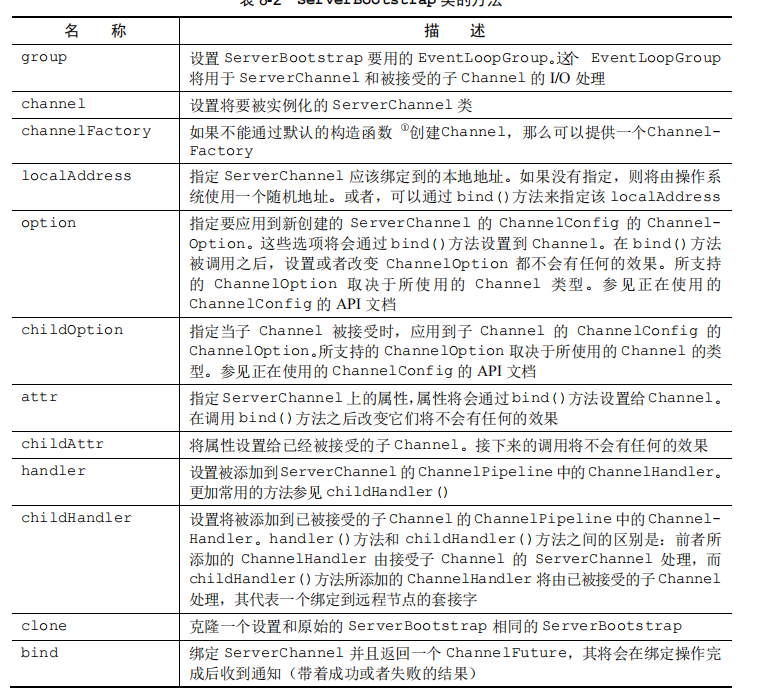 表 8-2 ServerBootstrap 类的方法
名 称 描 述
group 设置 ServerBootstrap 要用的 EventLoopGroup。这个 EventLoopGroup
将用于 ServerChannel 和被接受的子 Channel 的 I/O 处理
channel 设置将要被实例化的 ServerChannel 类
channelFactory 如果不能通过默认的构造函数①创建Channel，那么可以提供一个Channel-
Factory
localAddress 指定 ServerChannel 应该绑定到的本地地址。如果没有指定，则将由操作系
统使用一个随机地址。或者，可以通过 bind()方法来指定该 localAddress
option 指定要应用到新创建的 ServerChannel 的 ChannelConfig 的 Channel-
Option。这些选项将会通过 bind()方法设置到 Channel。在 bind()方法
被调用之后，设置或者改变 ChannelOption 都不会有任何的效果。所支持
的 ChannelOption 取决于所使用的 Channel 类型。参见正在使用的
ChannelConfig 的 API 文档
childOption 指定当子 Channel 被接受时，应用到子 Channel 的 ChannelConfig 的
ChannelOption。所支持的 ChannelOption 取决于所使用的 Channel 的类
型。参见正在使用的 ChannelConfig 的 API 文档
attr 指定 ServerChannel 上的属性，属性将会通过 bind()方法设置给 Channel。
在调用 bind()方法之后改变它们将不会有任何的效果
childAttr 将属性设置给已经被接受的子 Channel。接下来的调用将不会有任何的效果
handler 设置被添加到 ServerChannel 的 ChannelPipeline 中的 ChannelHandler。
更加常用的方法参见 childHandler()
childHandler 设置将被添加到已被接受的子 Channel 的 ChannelPipeline 中的 Channel-
Handler。handler()方法和 childHandler()方法之间的区别是：前者所
添加的 ChannelHandler 由接受子 Channel 的 ServerChannel 处理，而
childHandler()方法所添加的 ChannelHandler 将由已被接受的子 Channel
处理，其代表一个绑定到远程节点的套接字
clone 克隆一个设置和原始的 ServerBootstrap 相同的 ServerBootstrap
bind 绑定 ServerChannel 并且返回一个 ChannelFuture，其将会在绑定操作完
成后收到通知（带着成功或者失败的结果）